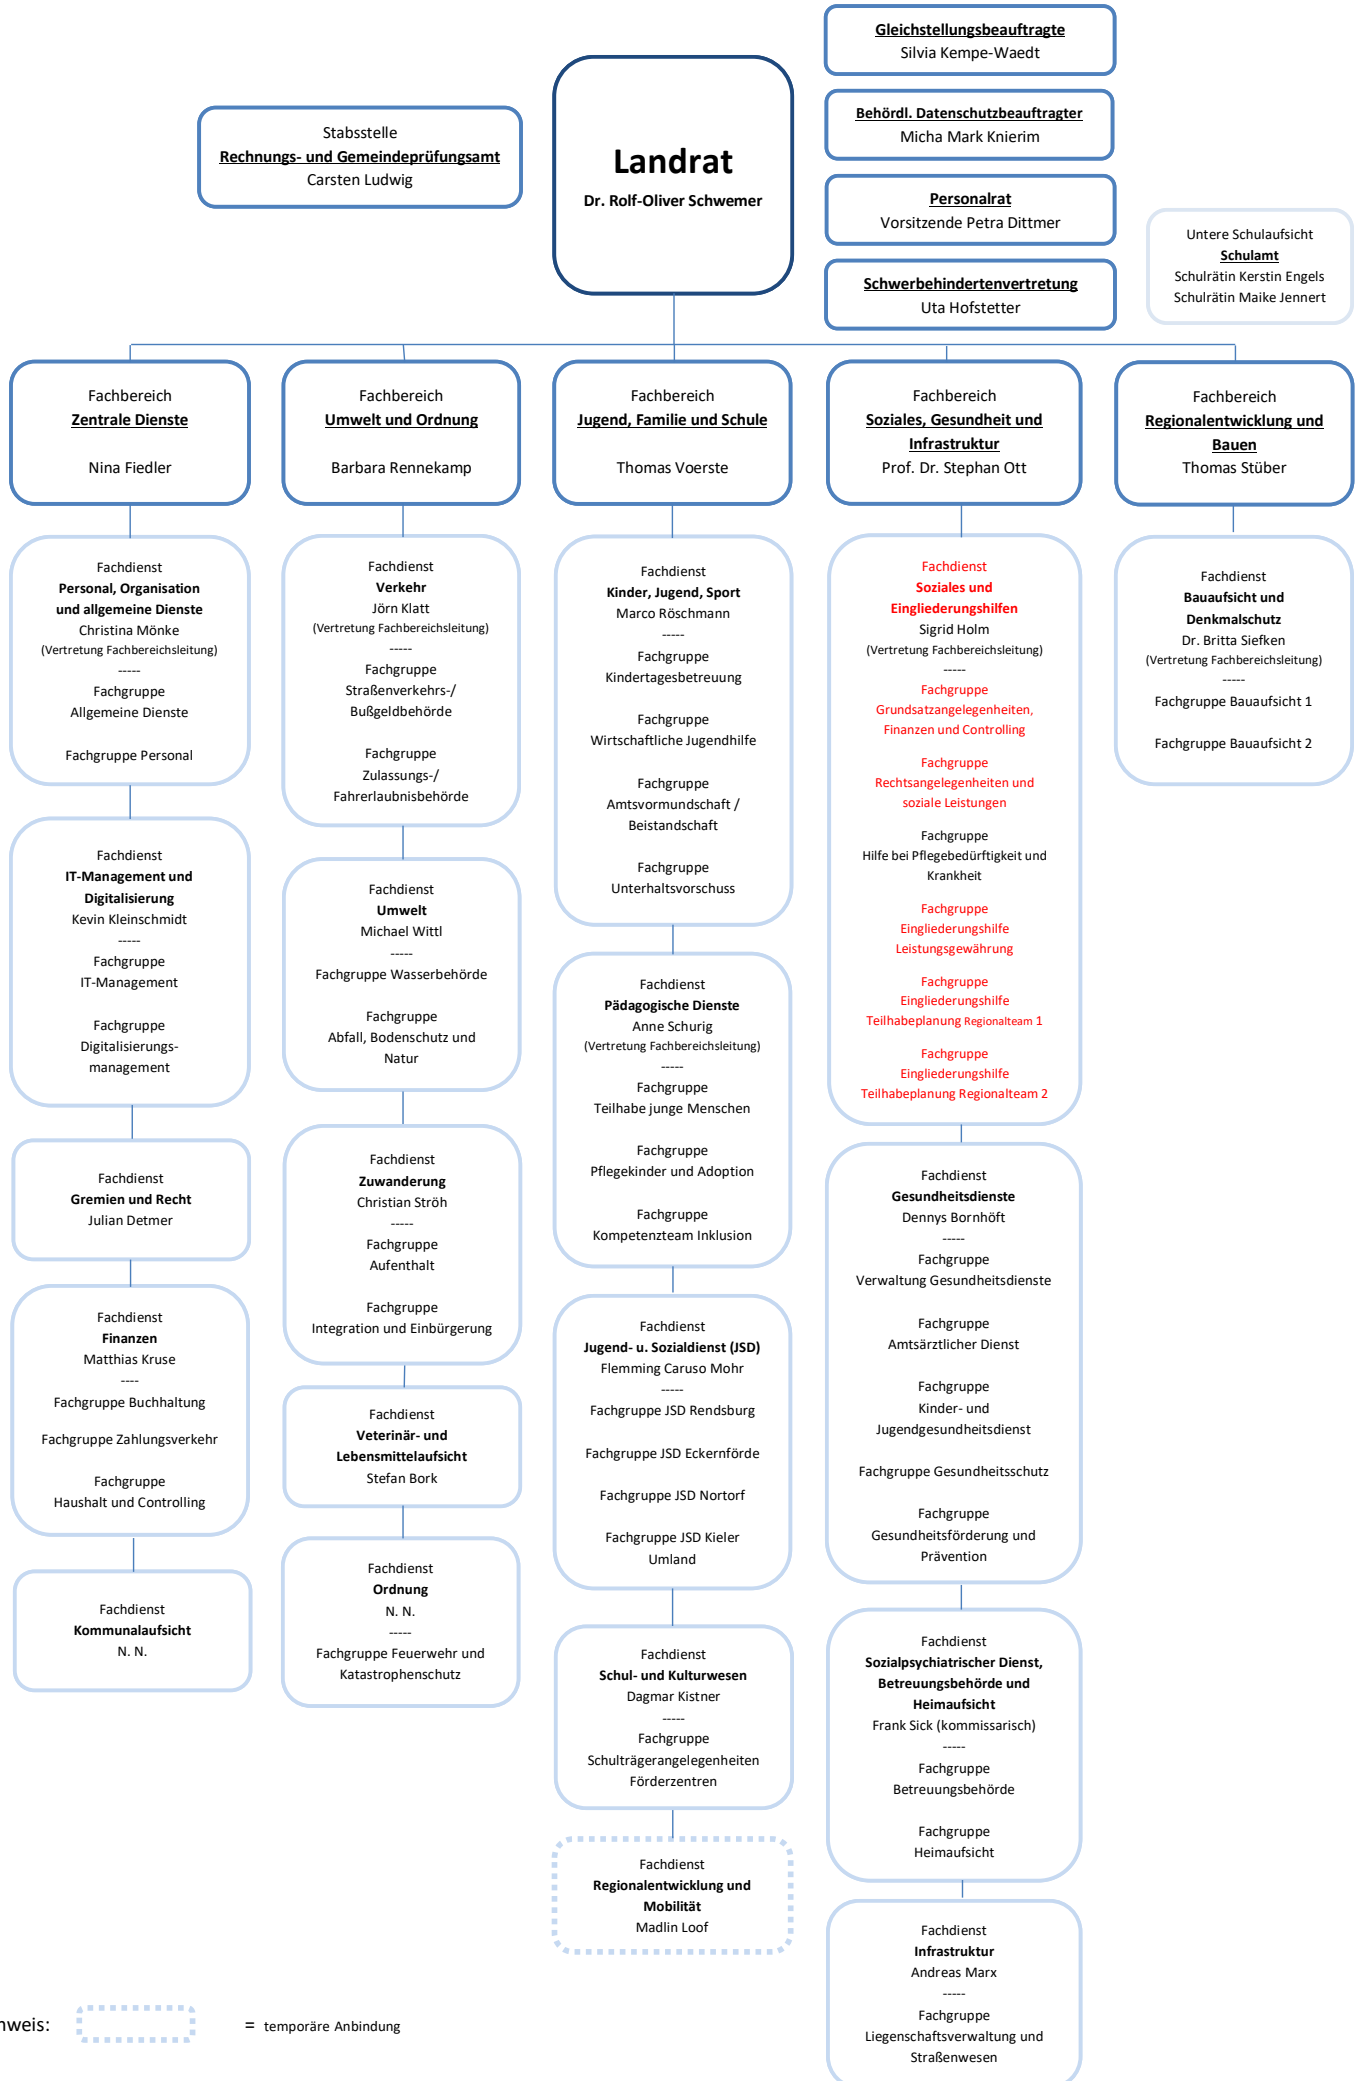 Gleichstellungsbeauftragte
Silvia Kempe-Waedt
Behördl. Datenschutzbeauftragter
Micha Mark Knierim
Personalrat
Vorsitzende Petra Dittmer
Schwerbehindertenvertretung
Uta Hofstetter
Stabsstelle
Rechnungs- und Gemeindeprüfungsamt
Carsten Ludwig
Landrat
Dr. Rolf-Oliver Schwemer
Untere Schulaufsicht
Schulamt
Schulrätin Kerstin Engels
Schulrätin Maike Jennert
Fachbereich
Zentrale Dienste
Nina Fiedler
Fachdienst
Personal, Organisation
und allgemeine Dienste
Christina Mönke
(Vertretung Fachbereichsleitung)
-----
Fachgruppe
Allgemeine Dienste
Fachgruppe Personal
Fachdienst
IT-Management und
Digitalisierung
Kevin Kleinschmidt
-----
Fachgruppe
IT-Management
Fachgruppe
Digitalisierungs-
management
Fachdienst
Gremien und Recht
Julian Detmer
Fachdienst
Finanzen
Matthias Kruse
----
Fachgruppe Buchhaltung
Fachgruppe Zahlungsverkehr
Fachgruppe
Haushalt und Controlling
Fachdienst
Kommunalaufsicht
N. N.
Fachbereich
Umwelt und Ordnung
Barbara Rennekamp
Fachdienst
Verkehr
Jörn Klatt
(Vertretung Fachbereichsleitung)
-----
Fachgruppe
Straßenverkehrs-/
Bußgeldbehörde
Fachgruppe
Zulassungs-/
Fahrerlaubnisbehörde
Fachdienst
Umwelt
Michael Wittl
-----
Fachgruppe Wasserbehörde
Fachgruppe
Abfall, Bodenschutz und
Natur
Fachdienst
Zuwanderung
Christian Ströh
-----
Fachgruppe
Aufenthalt
Fachgruppe
Integration und Einbürgerung
Fachdienst
Veterinär- und
Lebensmittelaufsicht
Stefan Bork
Fachdienst
Ordnung
N. N.
-----
Fachgruppe Feuerwehr und
Katastrophenschutz
Fachbereich
Jugend, Familie und Schule
Thomas Voerste
Fachdienst
Kinder, Jugend, Sport
Marco Röschmann
-----
Fachgruppe
Kindertagesbetreuung
Fachgruppe
Wirtschaftliche Jugendhilfe
Fachgruppe
Amtsvormundschaft /
Beistandschaft
Fachgruppe
Unterhaltsvorschuss
Fachdienst
Pädagogische Dienste
Anne Schurig
(Vertretung Fachbereichsleitung)
-----
Fachgruppe
Teilhabe junge Menschen
Fachgruppe
Pflegekinder und Adoption
Fachgruppe
Kompetenzteam Inklusion
Fachdienst
Jugend- u. Sozialdienst (JSD)
Flemming Caruso Mohr
-----
Fachgruppe JSD Rendsburg
Fachgruppe JSD Eckernförde
Fachgruppe JSD Nortorf
Fachgruppe JSD Kieler
Umland
Fachdienst
Schul- und Kulturwesen
Dagmar Kistner
-----
Fachgruppe
Schulträgerangelegenheiten
Förderzentren
Fachdienst
Regionalentwicklung und
Mobilität
Madlin Loof
Fachbereich
Soziales, Gesundheit und
Infrastruktur
Prof. Dr. Stephan Ott
Fachdienst
Soziales und
Eingliederungshilfen
Sigrid Holm
(Vertretung Fachbereichsleitung)
-----
Fachgruppe
Grundsatzangelegenheiten,
Finanzen und Controlling
Fachgruppe
Rechtsangelegenheiten und
soziale Leistungen
Fachgruppe
Hilfe bei Pflegebedürftigkeit und
Krankheit
Fachgruppe
Eingliederungshilfe
Leistungsgewährung
Fachgruppe
Eingliederungshilfe
Teilhabeplanung Regionalteam 1
Fachgruppe
Eingliederungshilfe
Teilhabeplanung Regionalteam 2
Fachdienst
Gesundheitsdienste
Dennys Bornhöft
-----
Fachgruppe
Verwaltung Gesundheitsdienste
Fachgruppe
Amtsärztlicher Dienst
Fachgruppe
Kinder- und
Jugendgesundheitsdienst
Fachgruppe Gesundheitsschutz
Fachgruppe
Gesundheitsförderung und
Prävention
Fachdienst
Sozialpsychiatrischer Dienst,
Betreuungsbehörde und
Heimaufsicht
Frank Sick (kommissarisch)
-----
Fachgruppe
Betreuungsbehörde
Fachgruppe
Heimaufsicht
Fachdienst
Infrastruktur
Andreas Marx
-----
Fachgruppe
Liegenschaftsverwaltung und
Straßenwesen
Fachbereich
Regionalentwicklung und
Bauen
Thomas Stüber
Fachdienst
Bauaufsicht und
Denkmalschutz
Dr. Britta Siefken
(Vertretung Fachbereichsleitung)
-----
Fachgruppe Bauaufsicht 1
Fachgruppe Bauaufsicht 2
nweis: = temporäre Anbindung